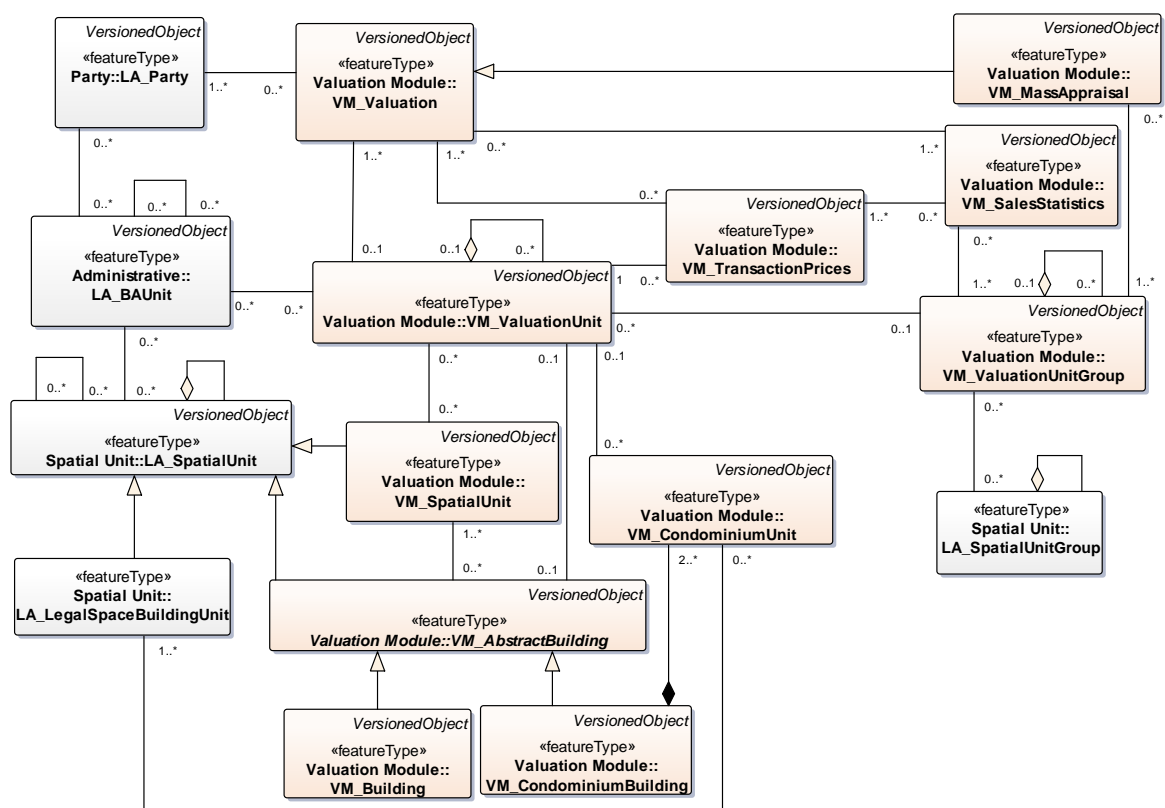 VersionedObject
«featureType»
Party::LA_Party
VersionedObject
«featureType»
Valuation Module::
VM_Valuation
VersionedObject
«featureType»
Valuation Module::
VM_MassAppraisal
1..*
0..*
0..*
0..*
1..*
1..*
0..*
1..*
0..*
VersionedObject
«featureType»
Valuation Module::
VM_SalesStatistics
0..*
0..*
0..*
VersionedObject
«featureType»
Administrative::
LA_BAUnit
0..*
VersionedObject
«featureType»
Valuation Module::
VM_TransactionPrices
1..*
0..*
0..*
0..1
0..1
0..*
1
0..*
1..*
0..1
0..*
1..*
VersionedObject
«featureType»
Valuation Module::VM_ValuationUnit
0..*
0..*
0..*
0..1
VersionedObject
«featureType»
Valuation Module::
VM_ValuationUnitGroup
0..*
0..*
0..*
0..*
0..*
0..1
0..1
VersionedObject
«featureType»
Spatial Unit::LA_SpatialUnit
0..*
0..*
0..*
0..*
VersionedObject
«featureType»
Valuation Module::
VM_SpatialUnit
VersionedObject
«featureType»
Valuation Module::
VM_CondominiumUnit
«featureType»
Spatial Unit::
LA_SpatialUnitGroup
1..*
0..*
0..1
2..*
0..*
«featureType»
Spatial Unit::
LA_LegalSpaceBuildingUnit
1..*
VersionedObject
«featureType»
Valuation Module::VM_AbstractBuilding
VersionedObject
«featureType»
Valuation Module::
VM_Building
VersionedObject
«featureType»
Valuation Module::
VM_CondominiumBuilding